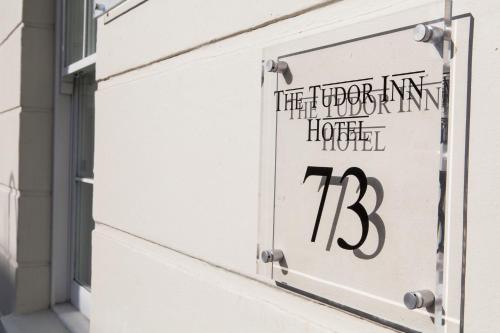 THE TUDOR INN
HOTEL
73